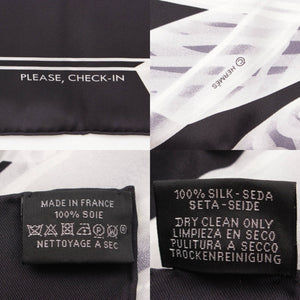 PLEASE, CHECK-IN
© HERMÈS
MADE IN FRANCE
100% SOIE
NETTOYAGE A SEC
100% SILK - SEDA
SETA - SEIDE
DRY CLEAN ONLY
LIMPIEZA EN SECO
PULITURA A SECCO
TROCKENREINIGUNG